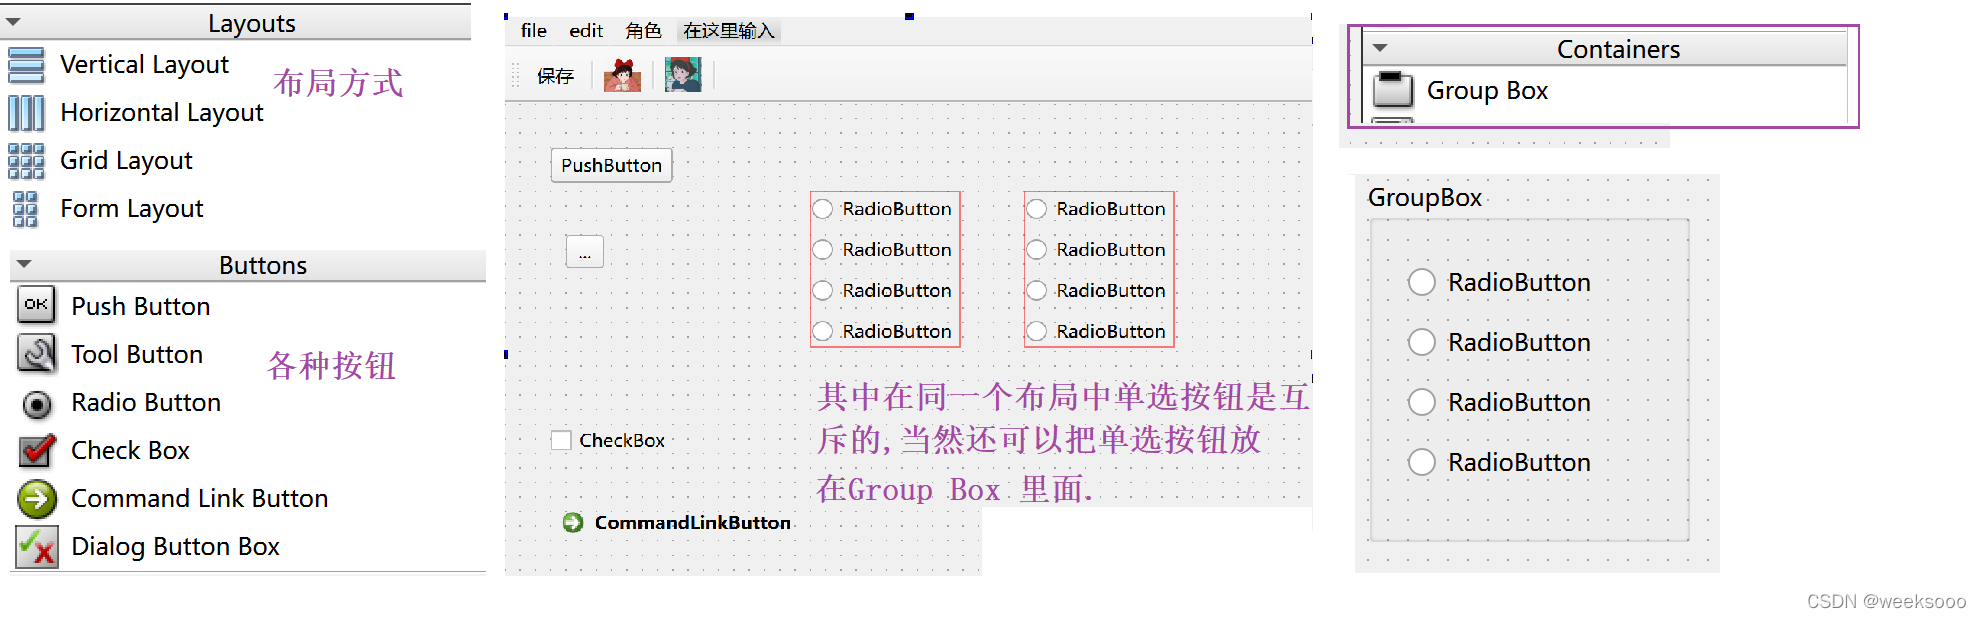 Layouts
Vertical Layout
Horizontal Layout
Grid Layout
Form Layout
布局方式
Buttons
Push Button
Tool Button
Radio Button
Check Box
Command Link Button
Dialog Button Box
各种按钮
file edit 角色 在这里输入
保存
PushButton
...
RadioButton RadioButton
RadioButton RadioButton
RadioButton RadioButton
RadioButton RadioButton
其中在同一个布局中单选按钮是互
斥的,当然还可以把单选按钮放
在Group Box 里面.
CheckBox
CommandLinkButton
Containers
Group Box
GroupBox
RadioButton
RadioButton
RadioButton
RadioButton
CSDN @weeksooo